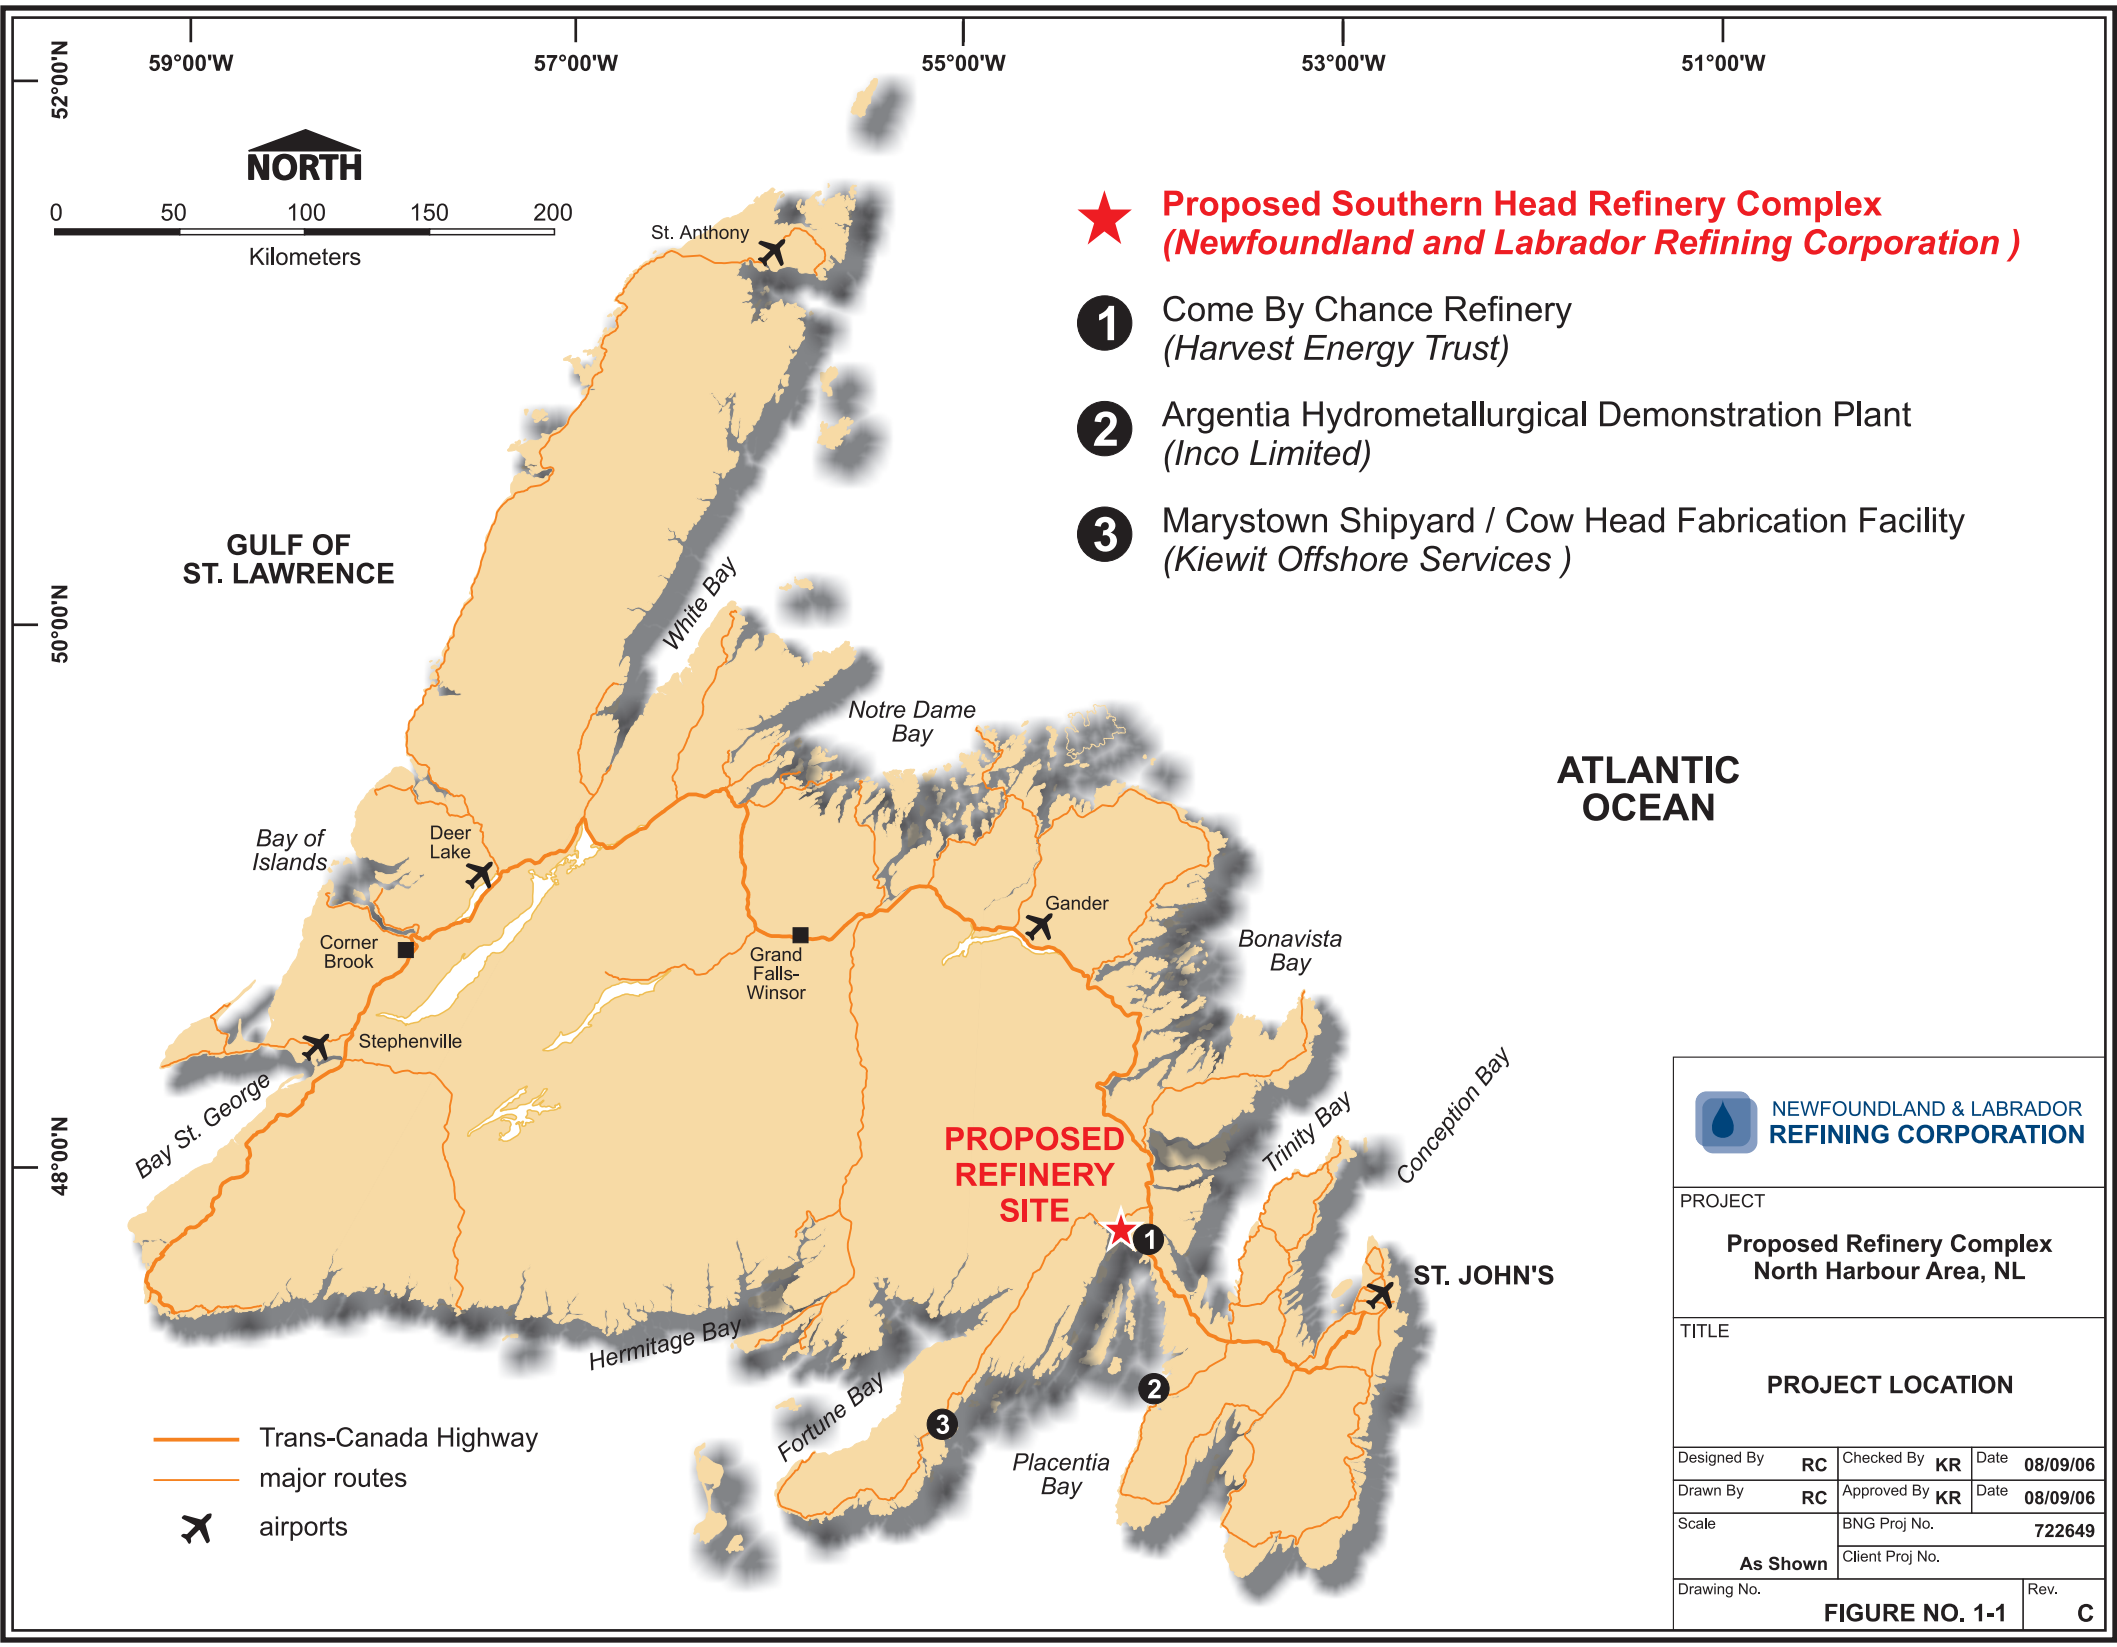 59°00'W
57°00'W
55°00'W
53°00'W
51°00'W
52°00'N
50°00'N
48°00'N
NORTH
0 50 100 150 200
Kilometers
Proposed Southern Head Refinery Complex
(Newfoundland and Labrador Refining Corporation )
1 Come By Chance Refinery
(Harvest Energy Trust)
2 Argentia Hydrometallurgical Demonstration Plant
(Inco Limited)
3 Marystown Shipyard / Cow Head Fabrication Facility
(Kiewit Offshore Services )
St. Anthony
GULF OF
ST. LAWRENCE
White Bay
Notre Dame
Bay
ATLANTIC
OCEAN
Bay of
Islands
Deer
Lake
Corner
Brook
Grand
Falls-
Winsor
Gander
Bonavista
Bay
Stephenville
Bay St. George
Trinity Bay
Conception Bay
PROPOSED
REFINERY
SITE
1
ST. JOHN'S
Hermitage Bay
Fortune Bay
2
3
Placentia
Bay
Trans-Canada Highway
major routes
airports
NEWFOUNDLAND & LABRADOR
REFINING CORPORATION
PROJECT
Proposed Refinery Complex
North Harbour Area, NL
TITLE
PROJECT LOCATION
Designed By RC Checked By KR Date 08/09/06
Drawn By RC Approved By KR Date 08/09/06
Scale As Shown
BNG Proj No. 722649
Client Proj No.
Drawing No. FIGURE NO. 1-1
Rev. C